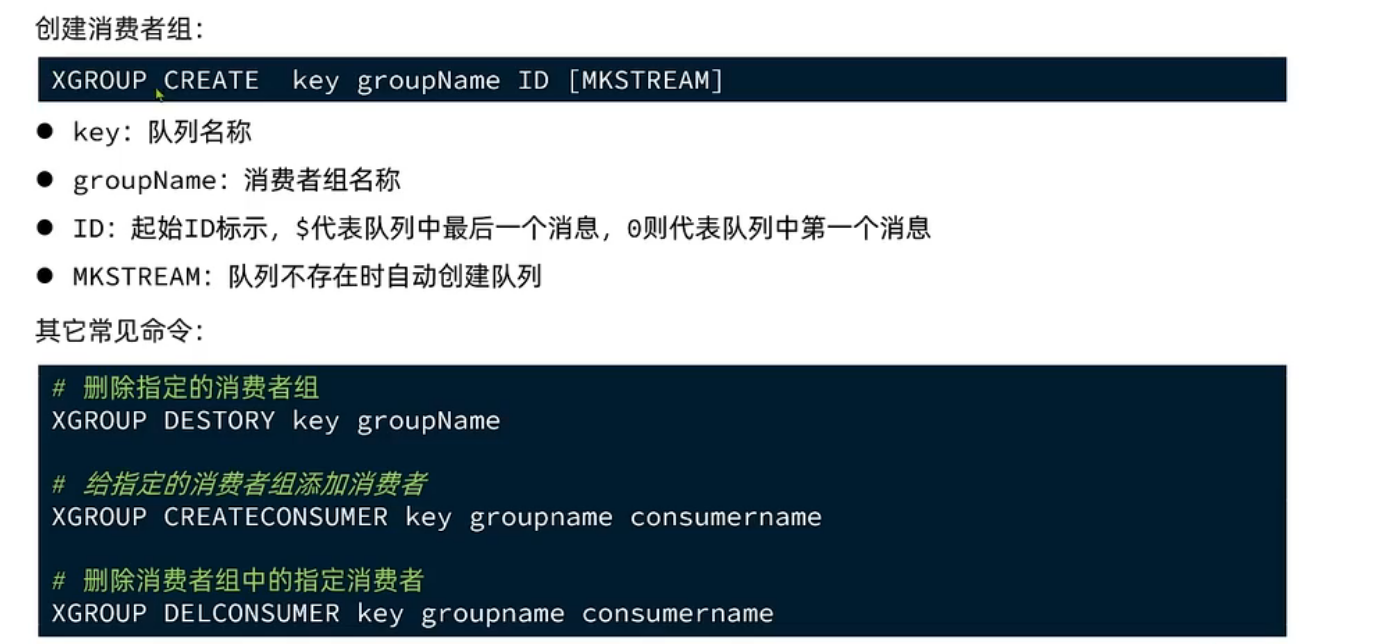 创建消费者组：
XGROUP CREATE  key groupName ID [MKSTREAM]
● key：队列名称
● groupName：消费者组名称
● ID：起始ID标示，$代表队列中最后一个消息，0则代表队列中第一个消息
● MKSTREAM：队列不存在时自动创建队列
其它常见命令：
# 删除指定的消费者组
XGROUP DESTORY key groupName
# 给指定的消费者组添加消费者
XGROUP CREATECONSUMER key groupname consumername
# 删除消费者组中的指定消费者
XGROUP DELCONSUMER key groupname consumername